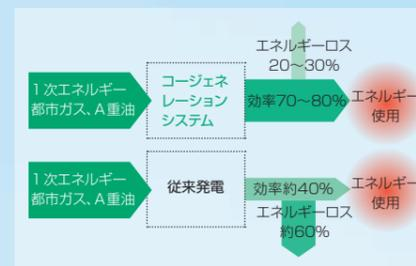 エネルギーロス
20〜30%
1次エネルギー
都市ガス、A重油
コージェネ
レーション
システム
効率70〜80%
エネルギー
使用
1次エネルギー
都市ガス、A重油
従来発電
効率約40%
エネルギー
使用
エネルギーロス
約60%